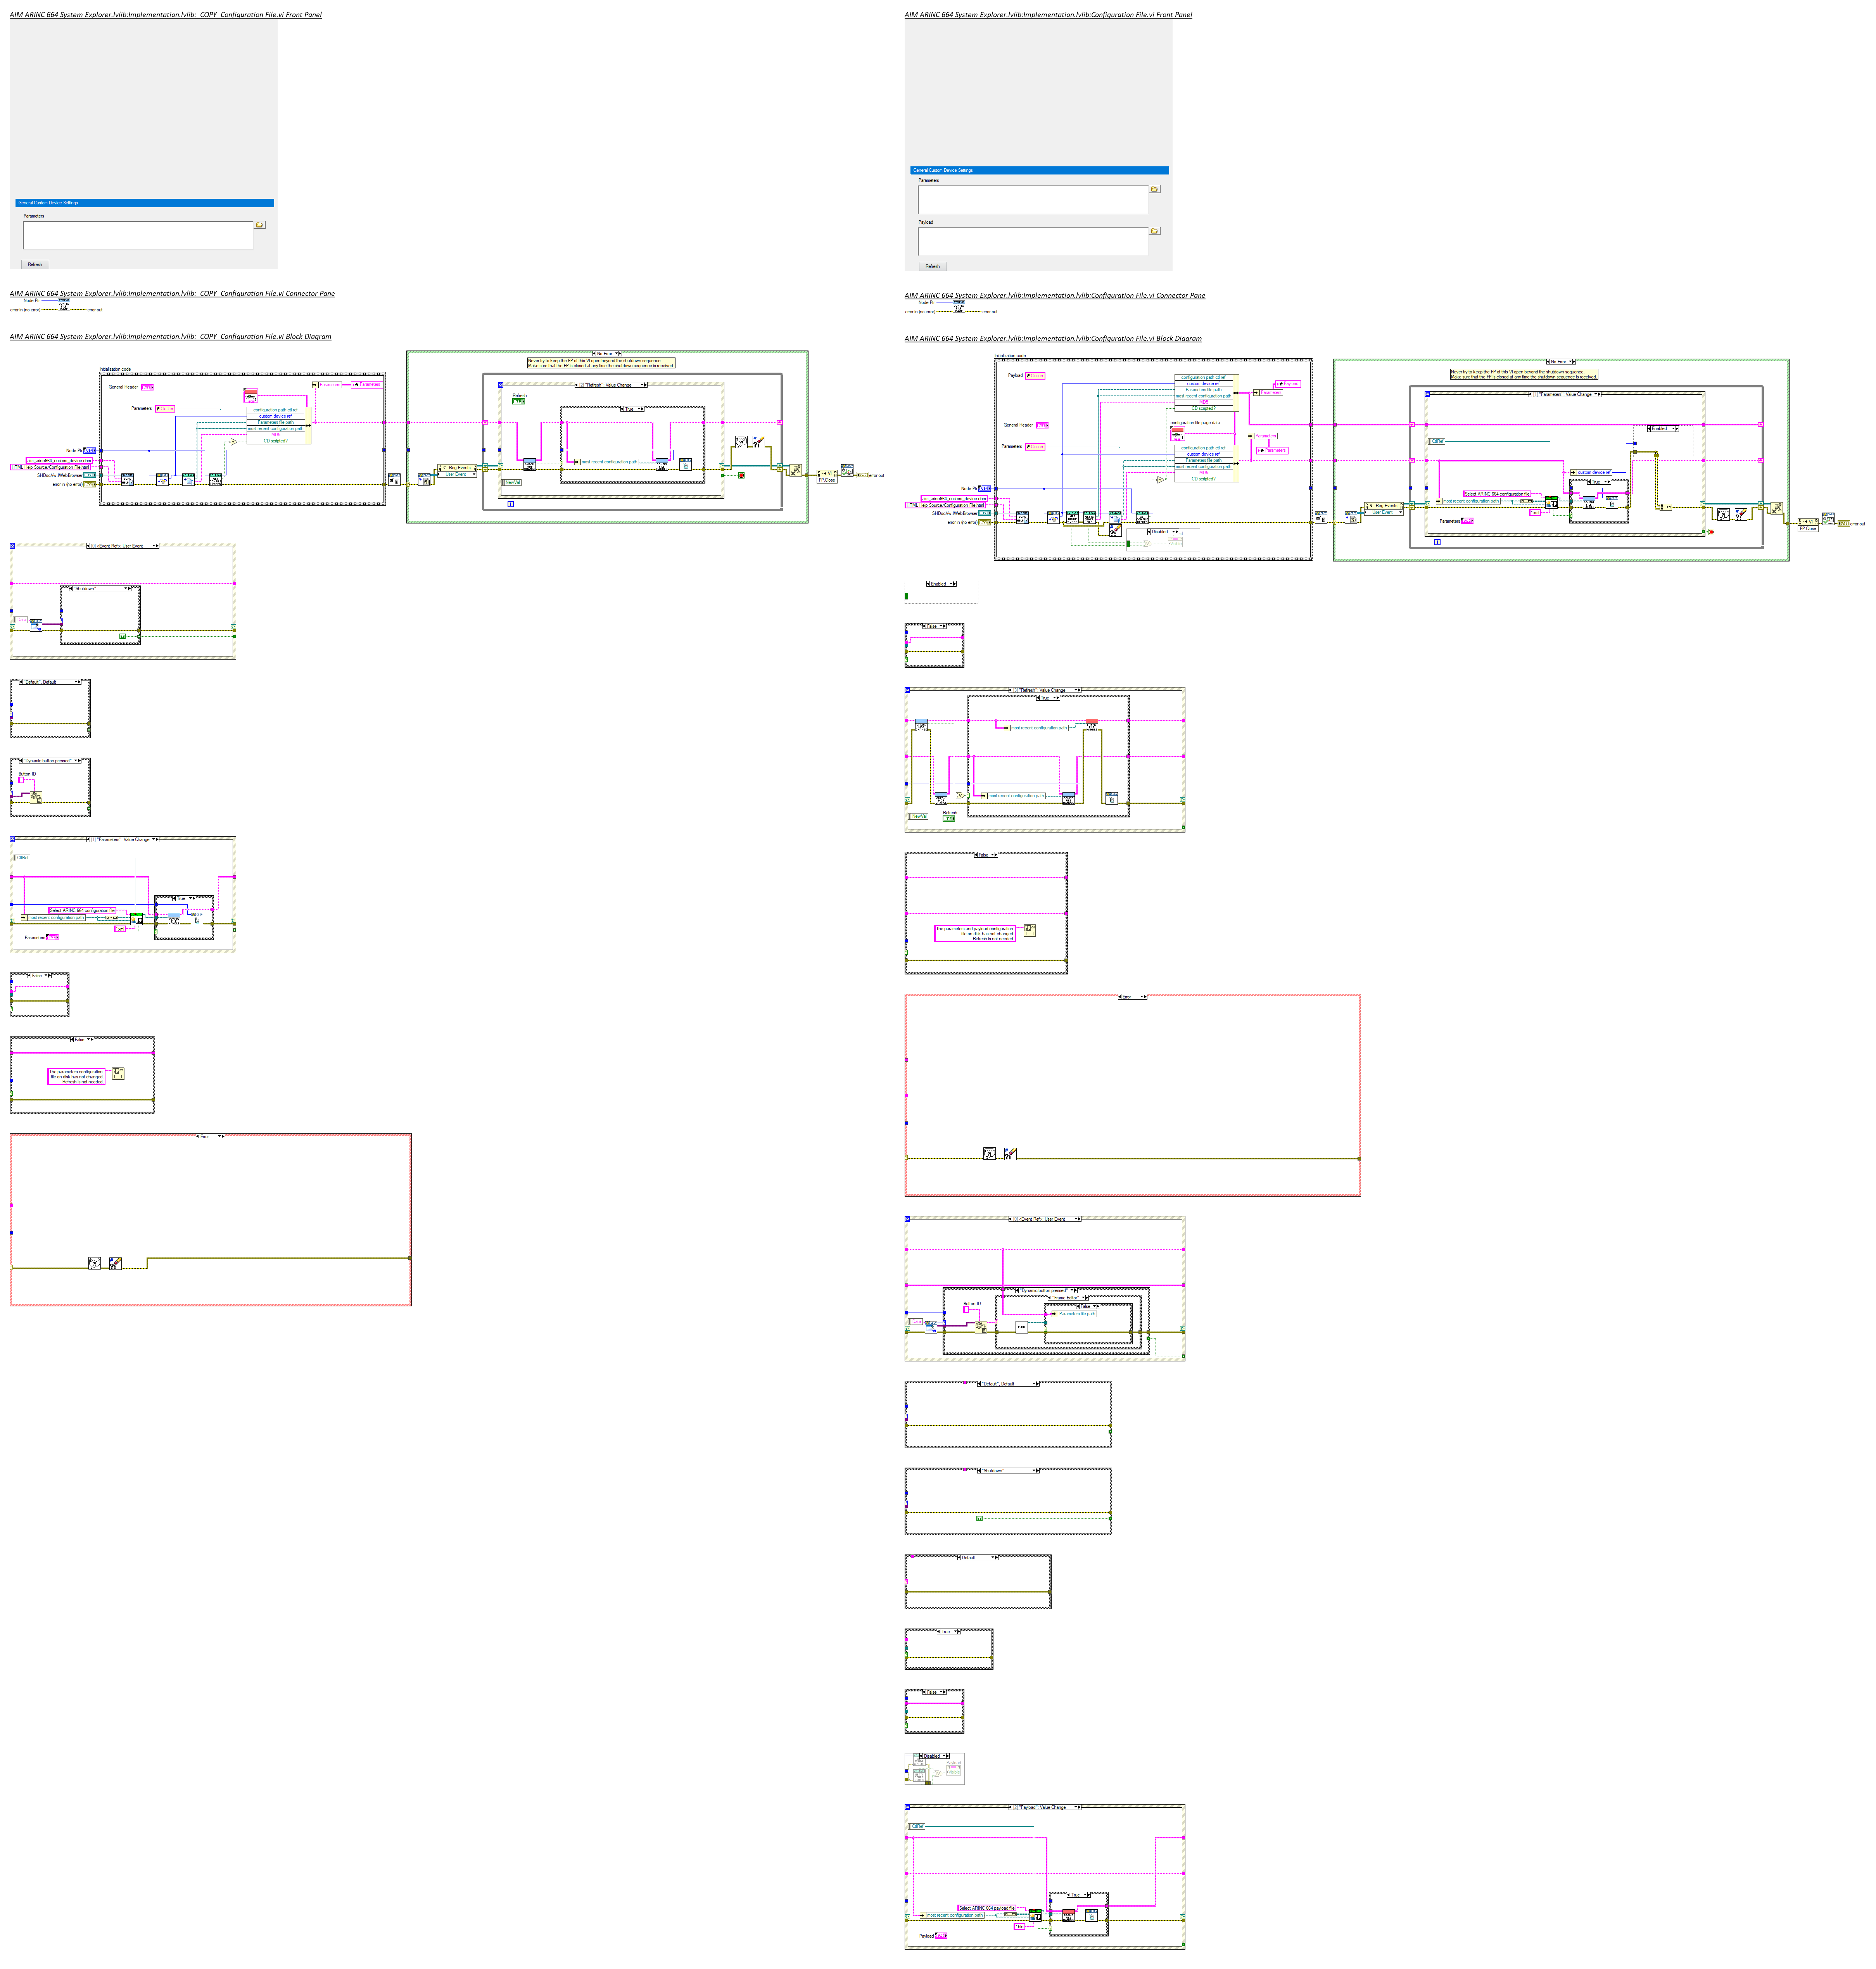 AIM ARINC 664 System Explorer.lvlib:Implementation.lvlib:_COPY_Configuration File.vi Front Panel
General Custom Device Settings
Parameters
Refresh
AIM ARINC 664 System Explorer.lvlib:Implementation.lvlib:_COPY_Configuration File.vi Connector Pane
Node Ptr
error in (no error)
error out
AIM ARINC 664 System Explorer.lvlib:Implementation.lvlib:_COPY_Configuration File.vi Block Diagram
Initialization code
General Header
Parameters
Cluster
configuration path ctl ref
custom device ref
Parameters file path
most recent configuration path
MD5
CD scripted?
Parameters
Parameters
Node Ptr
aim_arinc664_custom_device.chm
HTML Help Source/Configuration File.html
SHDocVw.IWebBrowser
error in (no error)
No Error
Never try to keep the FP of this VI open beyond the shutdown sequence.
Make sure that the FP is closed at any time the shutdown sequence is received.
"Refresh": Value Change
Refresh
True
most recent configuration path
NewVal
Reg Events
User Event
VI
FP.Close
error out
<Event Ref>: User Event
"Shutdown"
Data
"Default", Default
"Dynamic button pressed"
Button ID
"Parameters": Value Change
CtlRef
True
Select ARINC 664 configuration file
most recent configuration path
.xml
Parameters
False
False
The parameters configuration
file on disk has not changed.
Refresh is not needed.
Error
AIM ARINC 664 System Explorer.lvlib:Implementation.lvlib:Configuration File.vi Front Panel
General Custom Device Settings
Parameters
Payload
Refresh
AIM ARINC 664 System Explorer.lvlib:Implementation.lvlib:Configuration File.vi Connector Pane
Node Ptr
error in (no error)
error out
AIM ARINC 664 System Explorer.lvlib:Implementation.lvlib:Configuration File.vi Block Diagram
Initialization code
Payload
Cluster
configuration path ctl ref
custom device ref
Parameters file path
most recent configuration path
MD5
CD scripted?
Payload
Parameters
General Header
configuration file page data
Parameters
Cluster
configuration path ctl ref
custom device ref
Parameters file path
most recent configuration path
MD5
CD scripted?
Parameters
Parameters
Node Ptr
aim_arinc664_custom_device.chm
HTML Help Source/Configuration File.html
SHDocVw.IWebBrowser
error in (no error)
Disabled
No Error
Never try to keep the FP of this VI open beyond the shutdown sequence.
Make sure that the FP is closed at any time the shutdown sequence is received.
"Parameters": Value Change
Enabled
CtlRef
custom device ref
True
Select ARINC 664 configuration file
most recent configuration path
.xml
Parameters
Reg Events
User Event
VI
FP.Close
error out
Enabled
False
"Refresh": Value Change
True
most recent configuration path
most recent configuration path
NewVal
Refresh
False
The parameters and payload configuration
file on disk has not changed.
Refresh is not needed.
Error
<Event Ref>: User Event
"Dynamic button pressed"
"Frame Editor"
Button ID
False
Parameters file path
Data
"Default", Default
"Shutdown"
Default
True
False
Disabled
Payload
"Payload": Value Change
CtlRef
True
Select ARINC 664 payload file
most recent configuration path
Payload